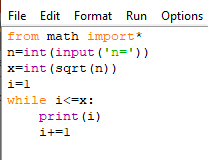 File Edit Format Run Options
from math import*
n=int(input('n='))
x=int(sqrt(n))
i=1
while i<=x:
    print(i)
    i+=1